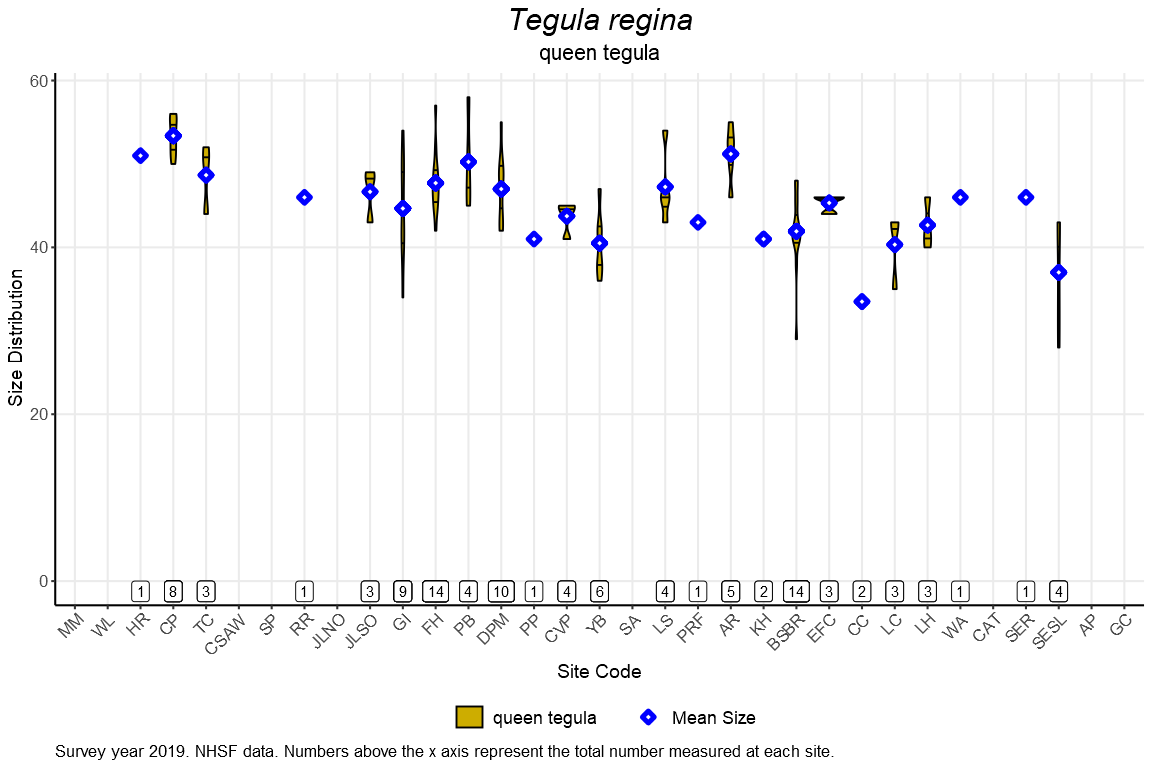 Tegula regina
queen tegula
Size Distribution
60
40
20
0
1 8 3 1 3 9 14 4 10 1 4 6 4 1 5 2 14 3 2 3 3 1 1 4
MM WL HR CP TC CSAW SP RR JLNO JLSO GI FH PB DPM PP CVP YB SA LS PRF AR KH BSBR EFC CC LC LH WA CAT SER SESL AP GC
Site Code
queen tegula Mean Size
Survey year 2019. NHSF data. Numbers above the x axis represent the total number measured at each site.